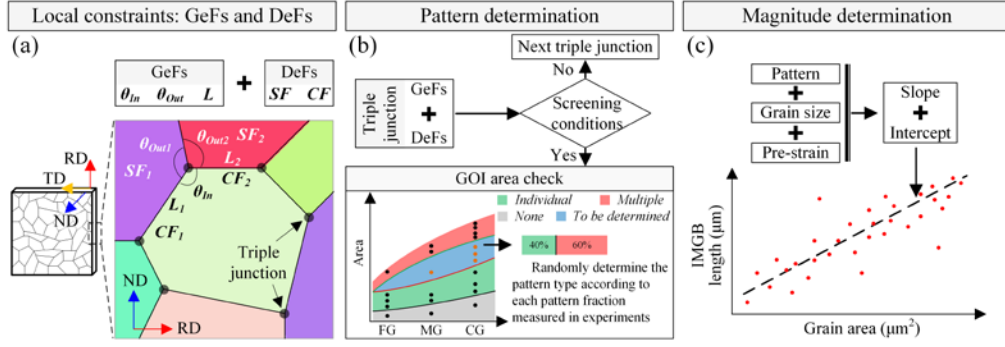 Local constraints: GeFs and DeFs
Pattern determination
Magnitude determination
(a)
GeFs
θIn θOut L
+
DeFs
SF CF
θOut1
θOut2
SF2
SF1
L2
CF2
θIn
L1
CF1
Triple
junction
RD
TD
ND
ND
RD
(b)
Next triple junction
No
Triple
junction
GeFs
+
DeFs
Screening
conditions
Yes
GOI area check
Individual
Multiple
None
To be determined
Area
40%
60%
Randomly determine the
pattern type according to
each pattern fraction
measured in experiments
FG
MG
CG
(c)
Pattern
+
Grain size
+
Pre-strain
Slope
+
Intercept
IMGB
length (μm)
Grain area (μm²)